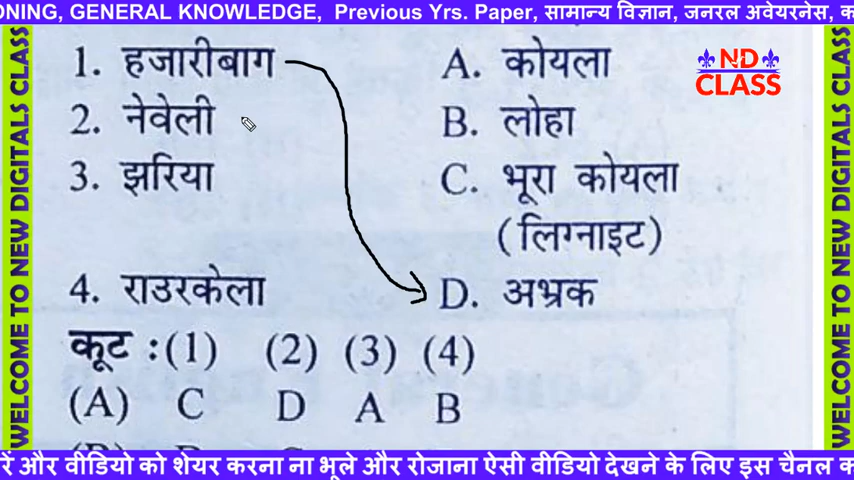 ONING, GENERAL KNOWLEDGE, Previous Yrs. Paper, सामान्य विज्ञान, जनरल अवेयरनेस, क
1. हजारीबाग A. कोयला
2. नेवेली B. लोहा
3. झरिया C. भूरा कोयला
(लिग्नाइट)
4. राउरकेला D. अभ्रक
कूट : (1) (2) (3) (4)
(A) C D A B
ND
CLASS
WELCOME TO NEW DIGITALS CLASS
WELCOME TO NEW DIGITALS CLASS
रें और वीडियो को शेयर करना ना भूले और रोजाना ऐसी वीडियो देखने के लिए इस चैनल क